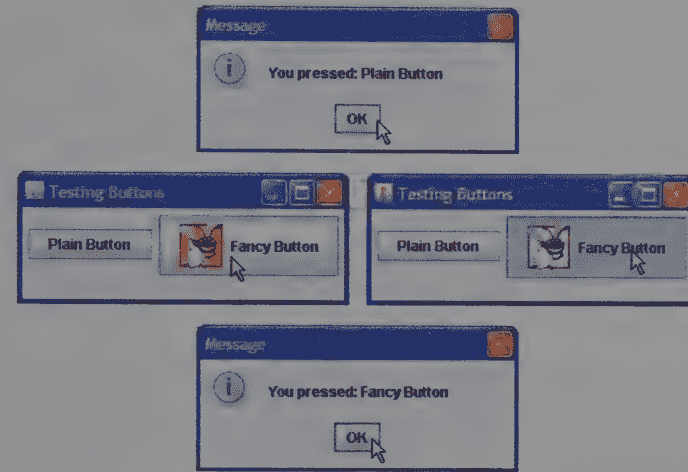 Message
You pressed: Plain Button
OK
Testing Buttons
Plain Button
Fancy Button
Testing Buttons
Plain Button
Fancy Button
Message
You pressed: Fancy Button
OK